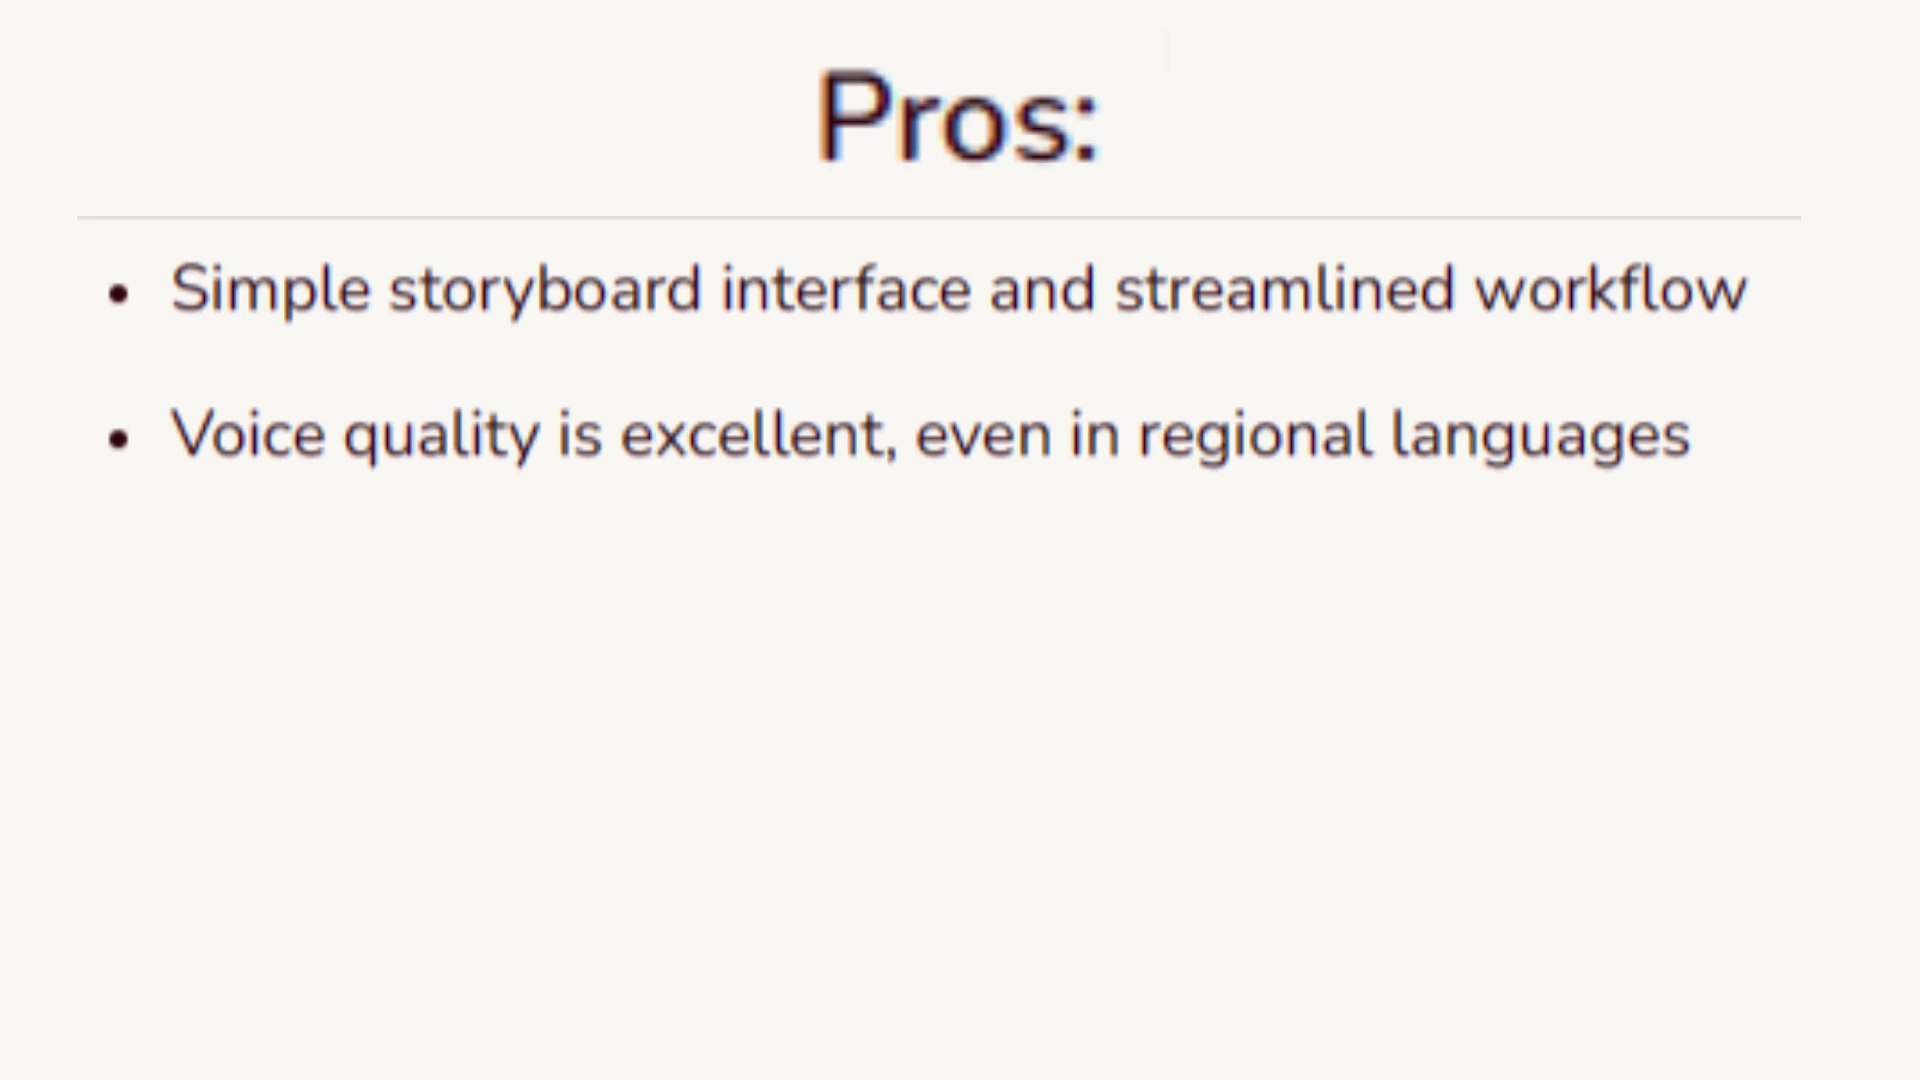 Pros:
• Simple storyboard interface and streamlined workflow
• Voice quality is excellent, even in regional languages